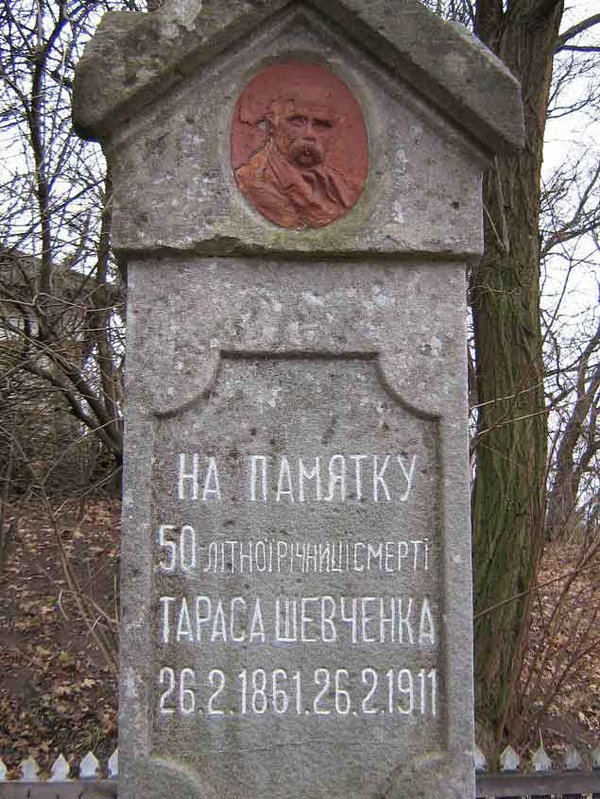 НА ПАМЯТКУ
50 ЛІТНОЇ РІЧНИЦІ СМЕРТІ
ТАРАСА ШЕВЧЕНКА
26.2.1861.26.2.1911